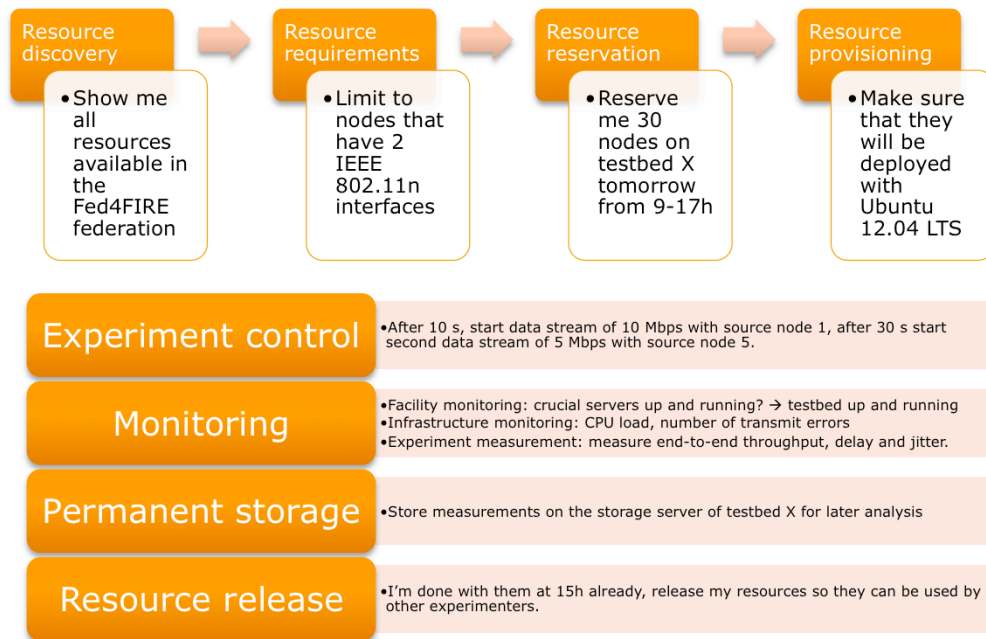 Resource
discovery
•Show me
all
resources
available in
the
Fed4FIRE
federation
Resource
requirements
•Limit to
nodes that
have 2
IEEE
802.11n
interfaces
Resource
reservation
•Reserve
me 30
nodes on
testbed X
tomorrow
from 9-17h
Resource
provisioning
•Make sure
that they
will be
deployed
with
Ubuntu
12.04 LTS
Experiment control
•After 10 s, start data stream of 10 Mbps with source node 1, after 30 s start
second data stream of 5 Mbps with source node 5.
Monitoring
•Facility monitoring: crucial servers up and running? → testbed up and running
•Infrastructure monitoring: CPU load, number of transmit errors
•Experiment measurement: measure end-to-end throughput, delay and jitter.
Permanent storage
•Store measurements on the storage server of testbed X for later analysis
Resource release
•I'm done with them at 15h already, release my resources so they can be used by
other experimenters.